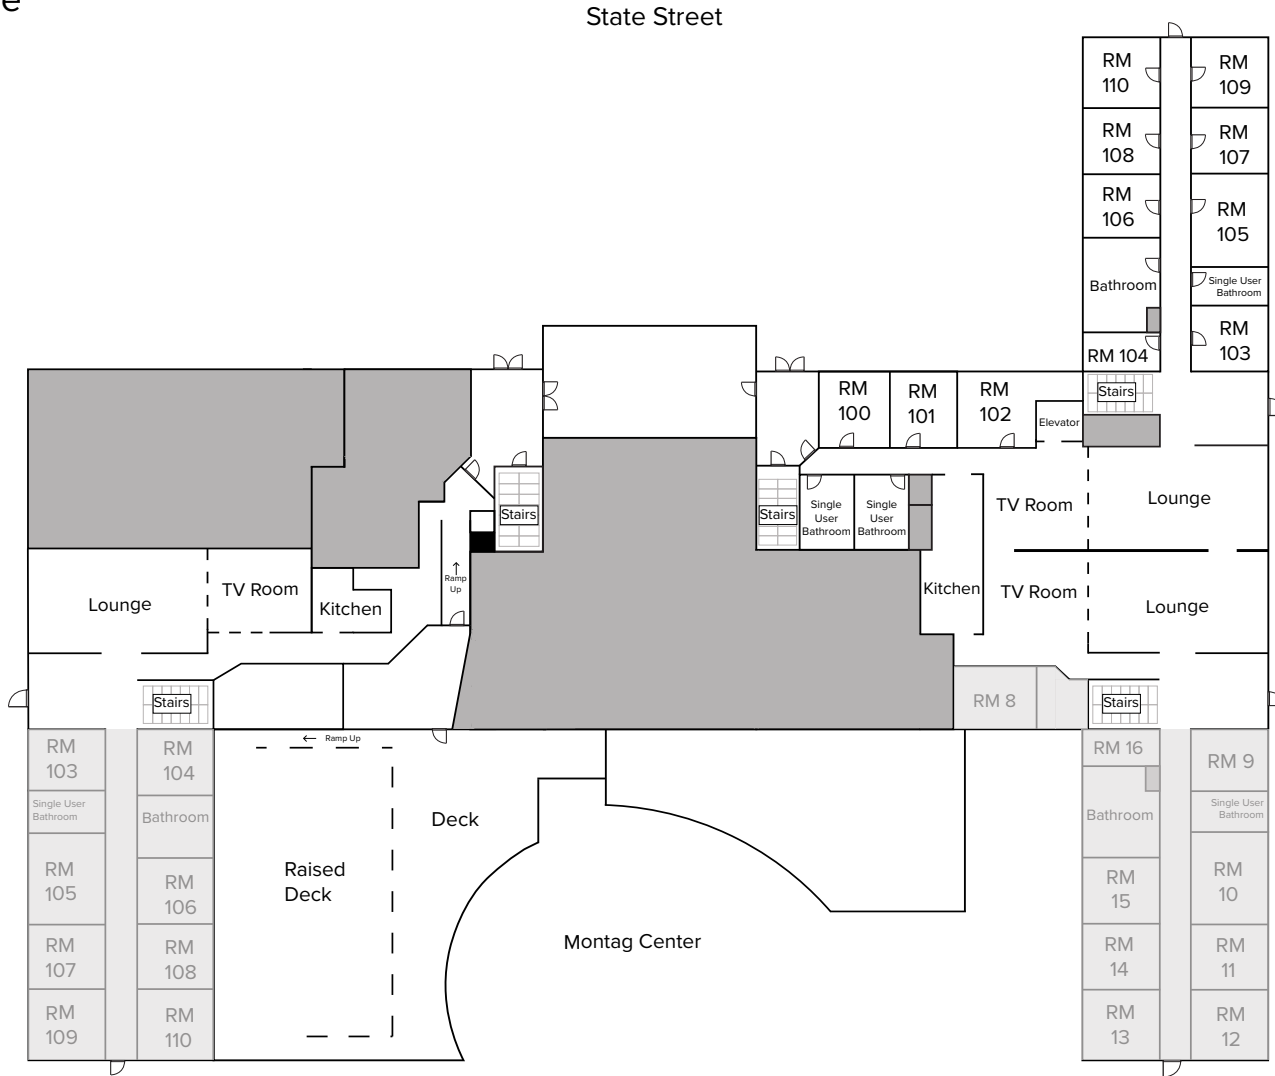 e
State Street
RM
110
RM
109
RM
108
RM
107
RM
106
RM
105
Bathroom
Single User
Bathroom
RM 104
RM
103
RM
100
RM
101
RM
102
Elevator
Stairs
Stairs
Stairs
Single
User
Bathroom
Single
User
Bathroom
TV Room
Lounge
Lounge
TV Room
Kitchen
Ramp
Up
Kitchen
TV Room
Lounge
Stairs
RM 8
Stairs
RM
103
RM
104
Single User
Bathroom
Bathroom
RM
105
RM
106
RM
107
RM
108
RM
109
RM
110
← Ramp Up
Raised
Deck
Deck
Montag Center
RM 16
RM 9
Bathroom
Single User
Bathroom
RM
15
RM
10
RM
14
RM
11
RM
13
RM
12